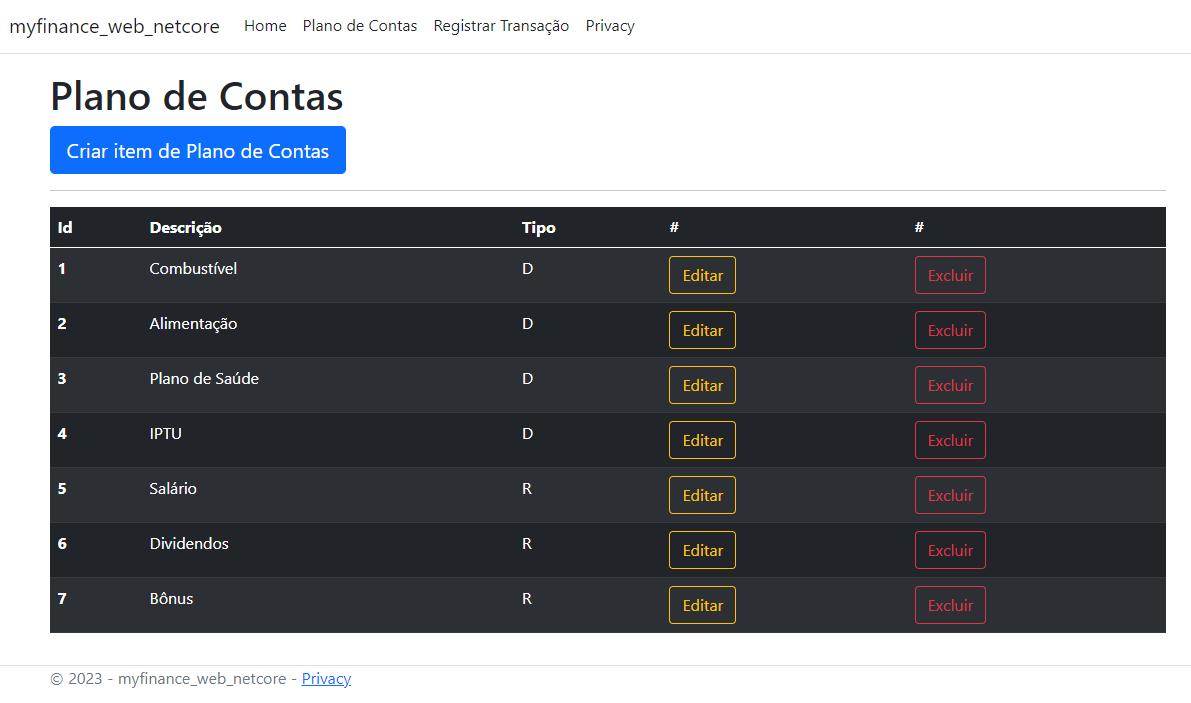 myfinance_web_netcore Home Plano de Contas Registrar Transação Privacy
Plano de Contas
Criar item de Plano de Contas
Id Descrição Tipo # #
1 Combustível D Editar Excluir
2 Alimentação D Editar Excluir
3 Plano de Saúde D Editar Excluir
4 IPTU D Editar Excluir
5 Salário R Editar Excluir
6 Dividendos R Editar Excluir
7 Bônus R Editar Excluir
© 2023 - myfinance_web_netcore - Privacy